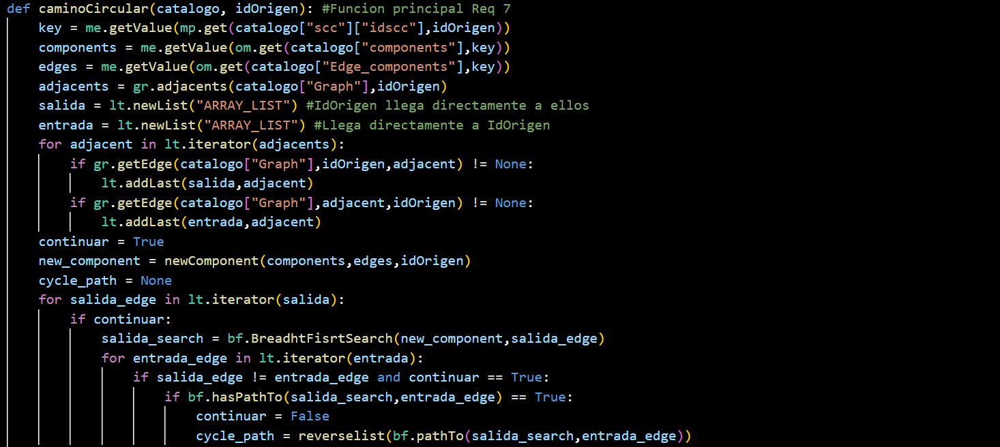 def caminoCircular(catalogo, idOrigen): #Funcion principal Req 7
    key = me.getValue(mp.get(catalogo["scc"]["idscc"],idOrigen))
    components = me.getValue(om.get(catalogo["components"],key))
    edges = me.getValue(om.get(catalogo["Edge_components"],key))
    adjacents = gr.adjacents(catalogo["Graph"],idOrigen)
    salida = lt.newList("ARRAY_LIST") #IdOrigen llega directamente a ellos
    entrada = lt.newList("ARRAY_LIST") #Llega directamente a IdOrigen
    for adjacent in lt.iterator(adjacents):
        if gr.getEdge(catalogo["Graph"],idOrigen,adjacent) != None:
            lt.addLast(salida,adjacent)
        if gr.getEdge(catalogo["Graph"],adjacent,idOrigen) != None:
            lt.addLast(entrada,adjacent)
    continuar = True
    new_component = newComponent(components,edges,idOrigen)
    cycle_path = None
    for salida_edge in lt.iterator(salida):
        if continuar:
            salida_search = bf.BreadhtFisrtSearch(new_component,salida_edge)
            for entrada_edge in lt.iterator(entrada):
                if salida_edge != entrada_edge and continuar == True:
                    if bf.hasPathTo(salida_search,entrada_edge) == True:
                        continuar = False
                        cycle_path = reverselist(bf.pathTo(salida_search,entrada_edge))